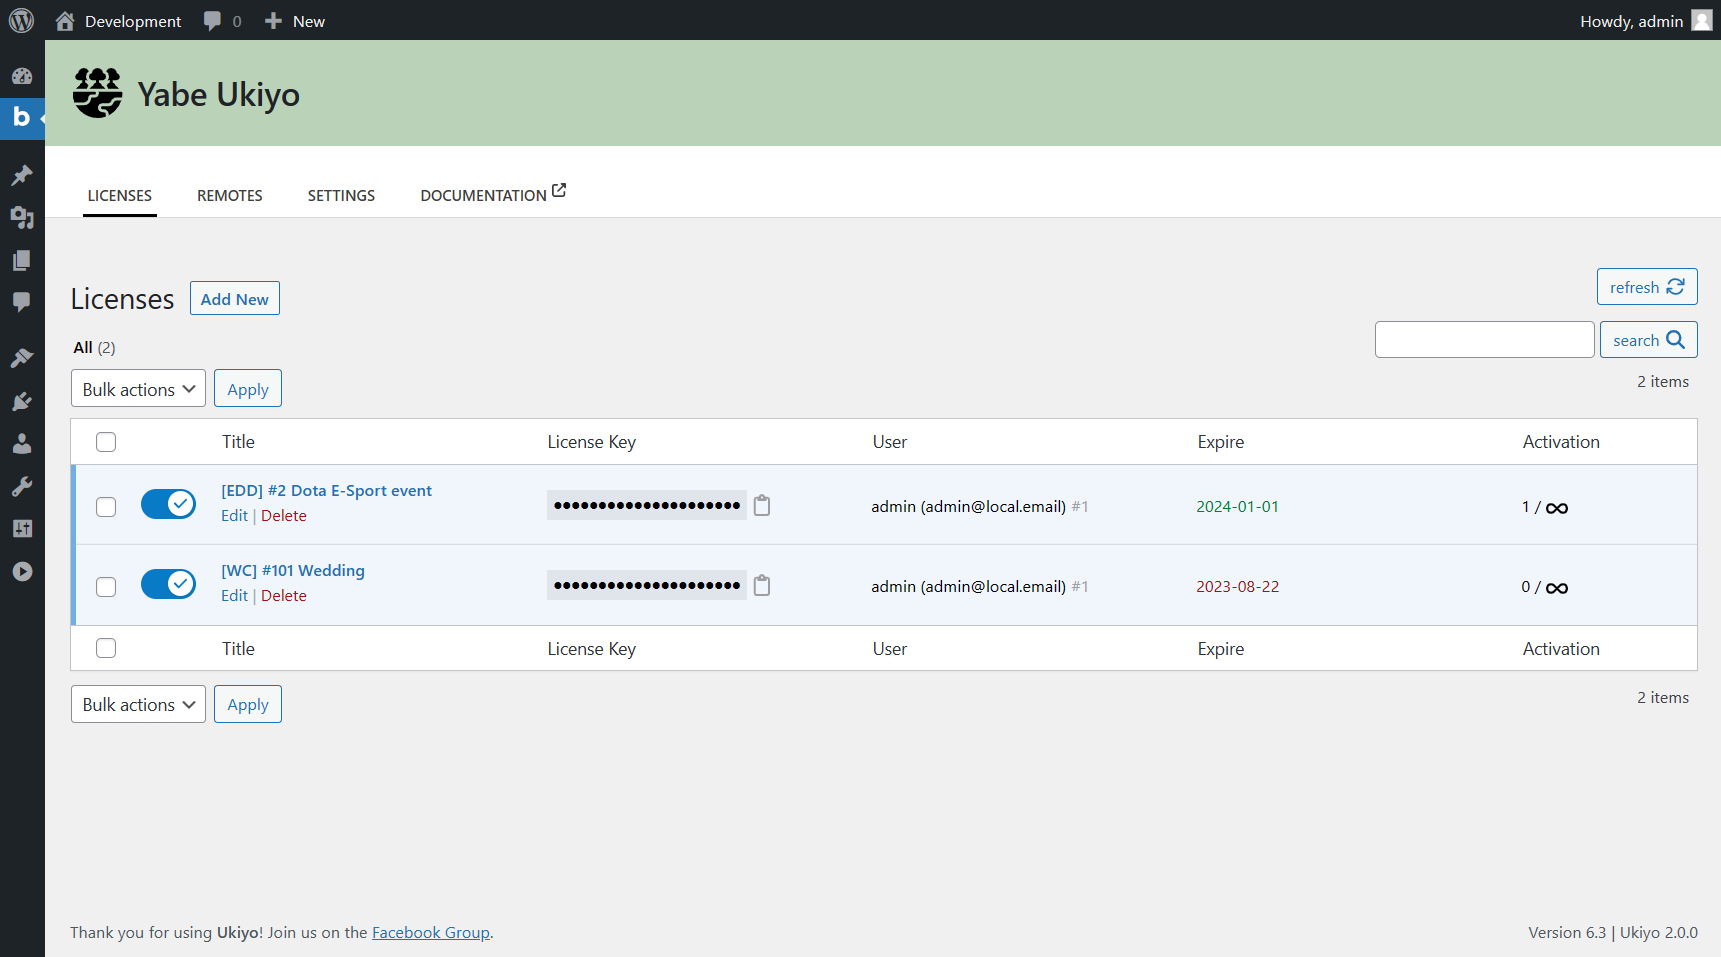 Development 0 New Howdy, admin
b
Yabe Ukiyo
LICENSES REMOTES SETTINGS DOCUMENTATION
Licenses Add New refresh
All (2) search
Bulk actions Apply 2 items
Title License Key User Expire Activation
[EDD] #2 Dota E-Sport event
Edit | Delete
•••••••••••••••••••• admin (admin@local.email) #1 2024-01-01 1 / ∞
[WC] #101 Wedding
Edit | Delete
•••••••••••••••••••• admin (admin@local.email) #1 2023-08-22 0 / ∞
Title License Key User Expire Activation
Bulk actions Apply 2 items
Thank you for using Ukiyo! Join us on the Facebook Group. Version 6.3 | Ukiyo 2.0.0